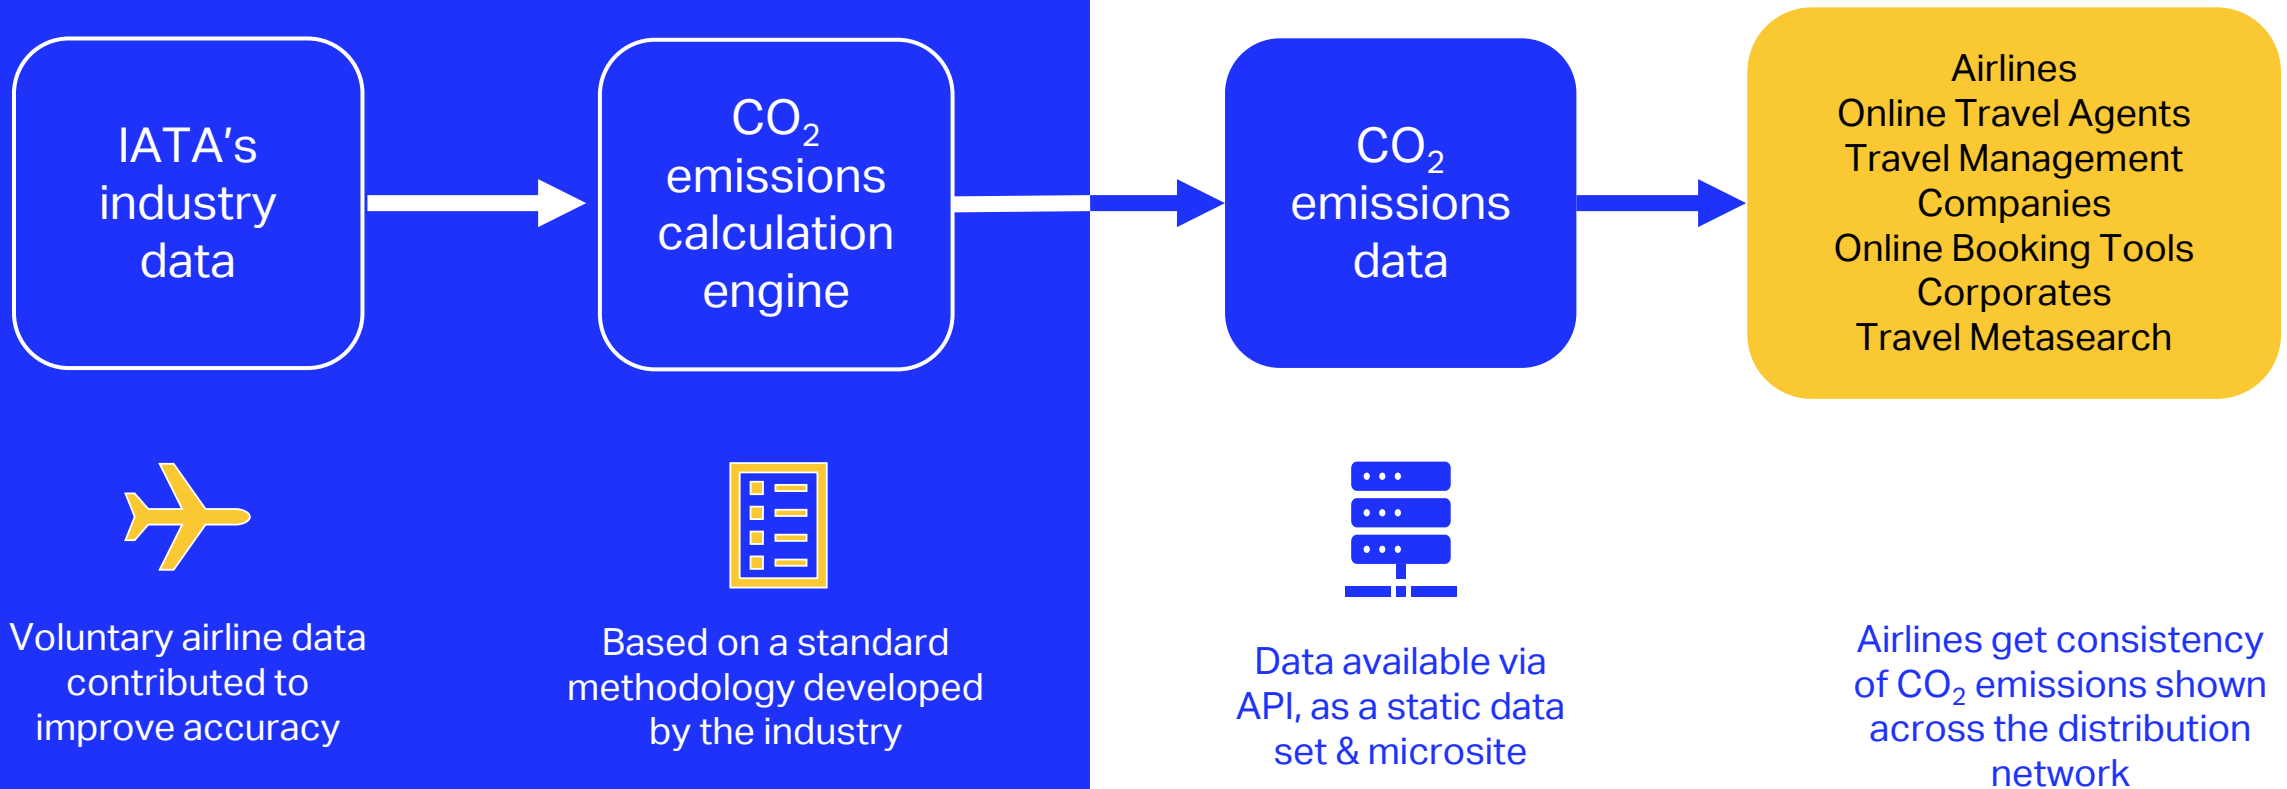 IATA's
industry
data
CO₂
emissions
calculation
engine
CO₂
emissions
data
Airlines
Online Travel Agents
Travel Management
Companies
Online Booking Tools
Corporates
Travel Metasearch
Voluntary airline data
contributed to
improve accuracy
Based on a standard
methodology developed
by the industry
Data available via
API, as a static data
set & microsite
Airlines get consistency
of CO₂ emissions shown
across the distribution
network